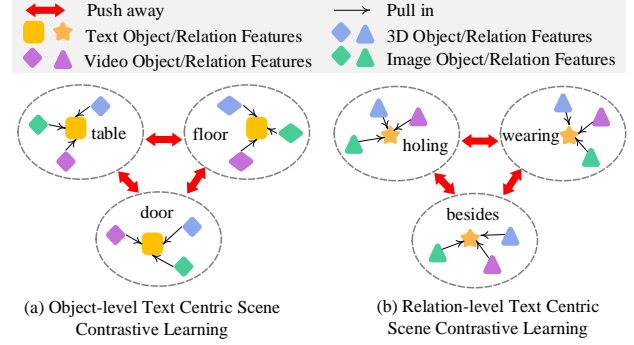 Push away
Pull in
Text Object/Relation Features
3D Object/Relation Features
Video Object/Relation Features
Image Object/Relation Features
table
floor
door
holing
wearing
besides
(a) Object-level Text Centric Scene
Contrastive Learning
(b) Relation-level Text Centric
Scene Contrastive Learning